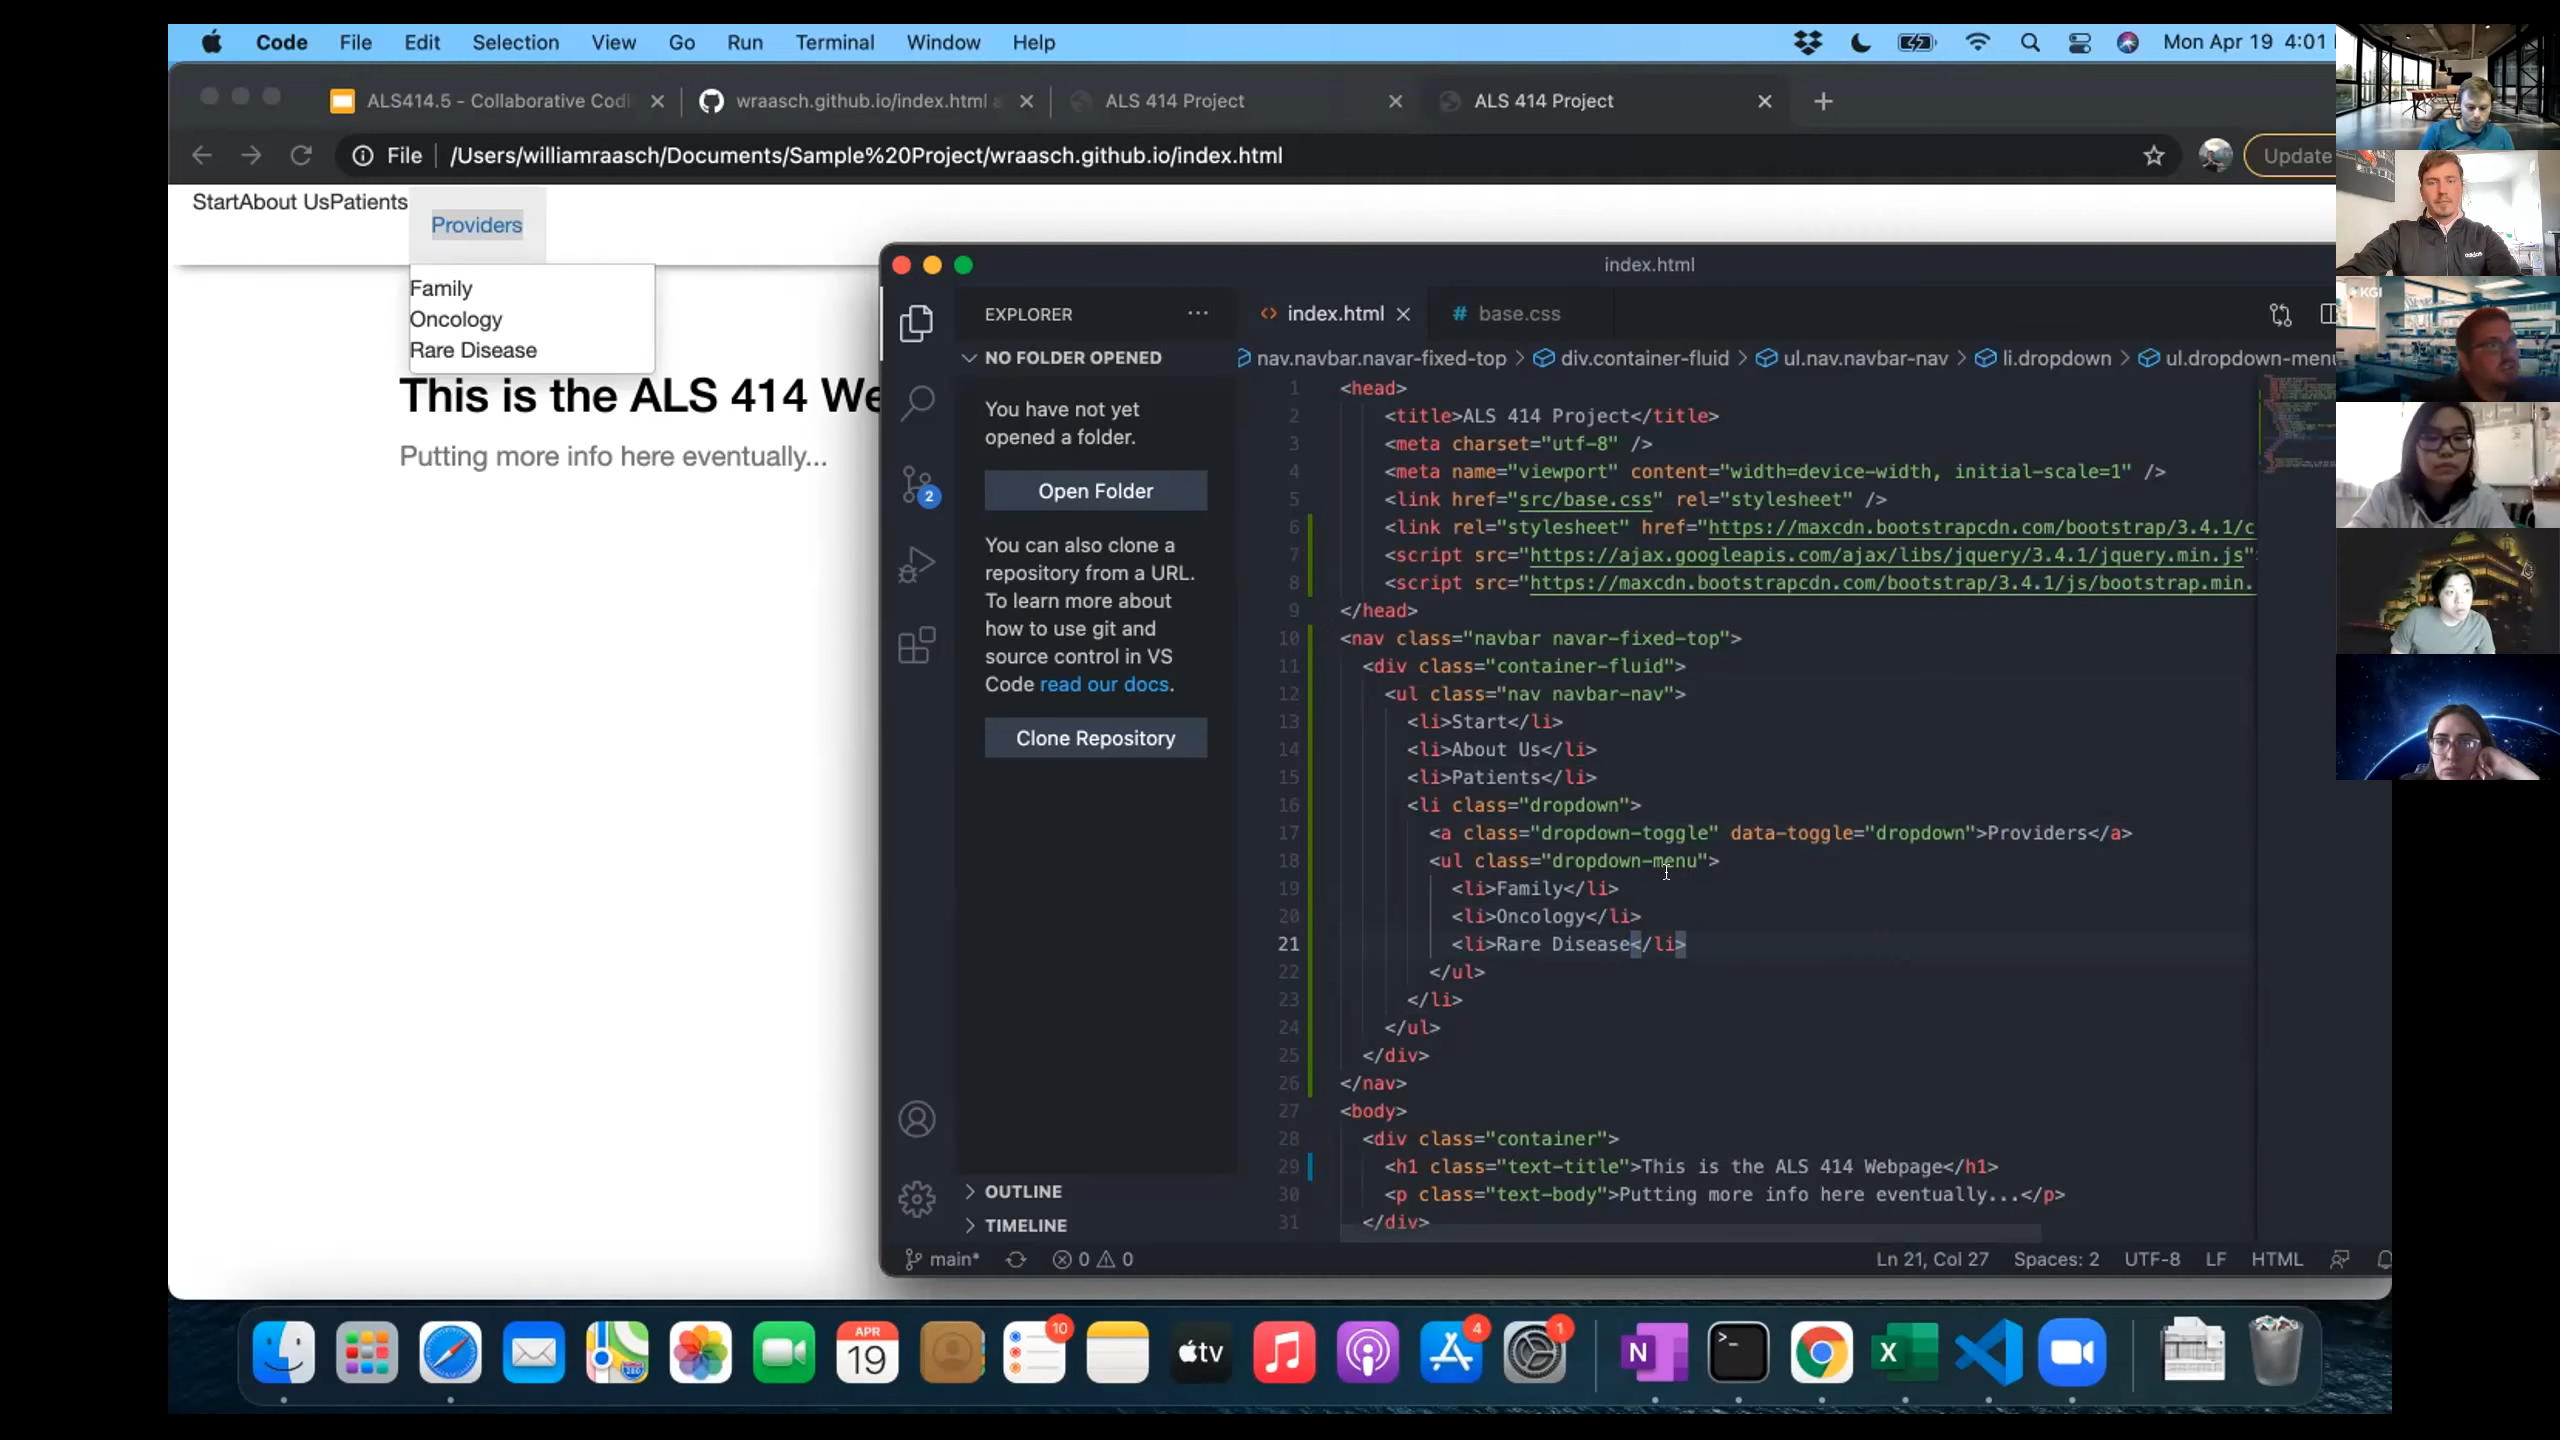 Code File Edit Selection View Go Run Terminal Window Help Mon Apr 19 4:01
ALS414.5 - Collaborative Codi
wraasch.github.io/index.html a
ALS 414 Project
ALS 414 Project
File /Users/williamraasch/Documents/Sample%20Project/wraasch.github.io/index.html Update
StartAbout UsPatients
Providers
Family
Oncology
Rare Disease
This is the ALS 414 We
Putting more info here eventually...
index.html
EXPLORER
NO FOLDER OPENED
You have not yet
opened a folder.
Open Folder
You can also clone a
repository from a URL.
To learn more about
how to use git and
source control in VS
Code read our docs.
Clone Repository
OUTLINE
TIMELINE
2
index.html
# base.css
nav.navbar.navar-fixed-top > div.container-fluid > ul.nav.navbar-nav > li.dropdown > ul.dropdown-menu
1 <head>
2 <title>ALS 414 Project</title>
3 <meta charset="utf-8" />
4 <meta name="viewport" content="width=device-width, initial-scale=1" />
5 <link href="src/base.css" rel="stylesheet" />
6 <link rel="stylesheet" href="https://maxcdn.bootstrapcdn.com/bootstrap/3.4.1/c
7 <script src="https://ajax.googleapis.com/ajax/libs/jquery/3.4.1/jquery.min.js"
8 <script src="https://maxcdn.bootstrapcdn.com/bootstrap/3.4.1/js/bootstrap.min.
9 </head>
10 <nav class="navbar navar-fixed-top">
11 <div class="container-fluid">
12 <ul class="nav navbar-nav">
13 <li>Start</li>
14 <li>About Us</li>
15 <li>Patients</li>
16 <li class="dropdown">
17 <a class="dropdown-toggle" data-toggle="dropdown">Providers</a>
18 <ul class="dropdown-menu">
19 <li>Family</li>
20 <li>Oncology</li>
21 <li>Rare Disease</li>
22 </ul>
23 </li>
24 </ul>
25 </div>
26 </nav>
27 <body>
28 <div class="container">
29 <h1 class="text-title">This is the ALS 414 Webpage</h1>
30 <p class="text-body">Putting more info here eventually...</p>
31 </div>
main* 0 0 Ln 21, Col 27 Spaces: 2 UTF-8 LF HTML
KGI
adidas
APR
19
10
tv
4
1
N
>_
X